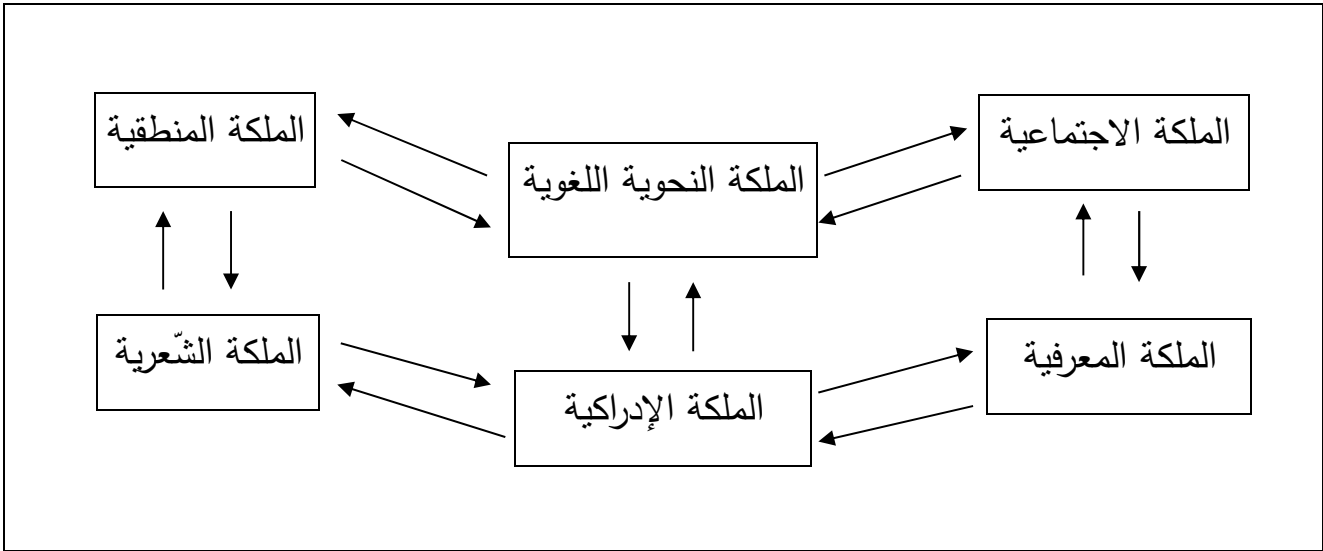 الملكة الاجتماعية
الملكة النحوية اللغوية
الملكة المنطقية
الملكة المعرفية
الملكة الإدراكية
الملكة الشّعرية